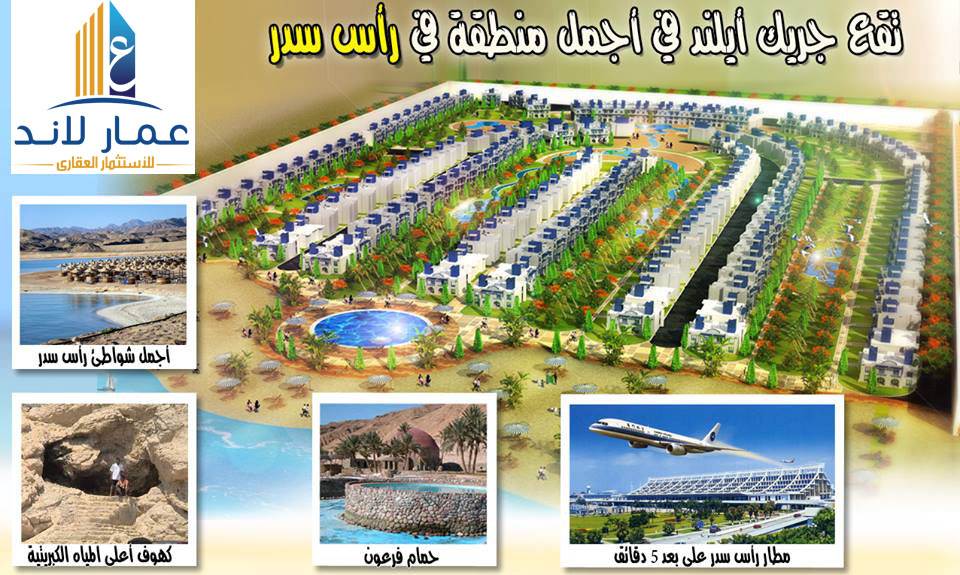 تقع جريك أيلند في أجمل منطقة في رأس سدر
ع
عمار لاند
للاستثمار العقارى
أجمل شواطئ رأس سدر
كهوف أعلى المياه الكبريتية
حمام فرعون
مطار رأس سدر على بعد 5 دقائق